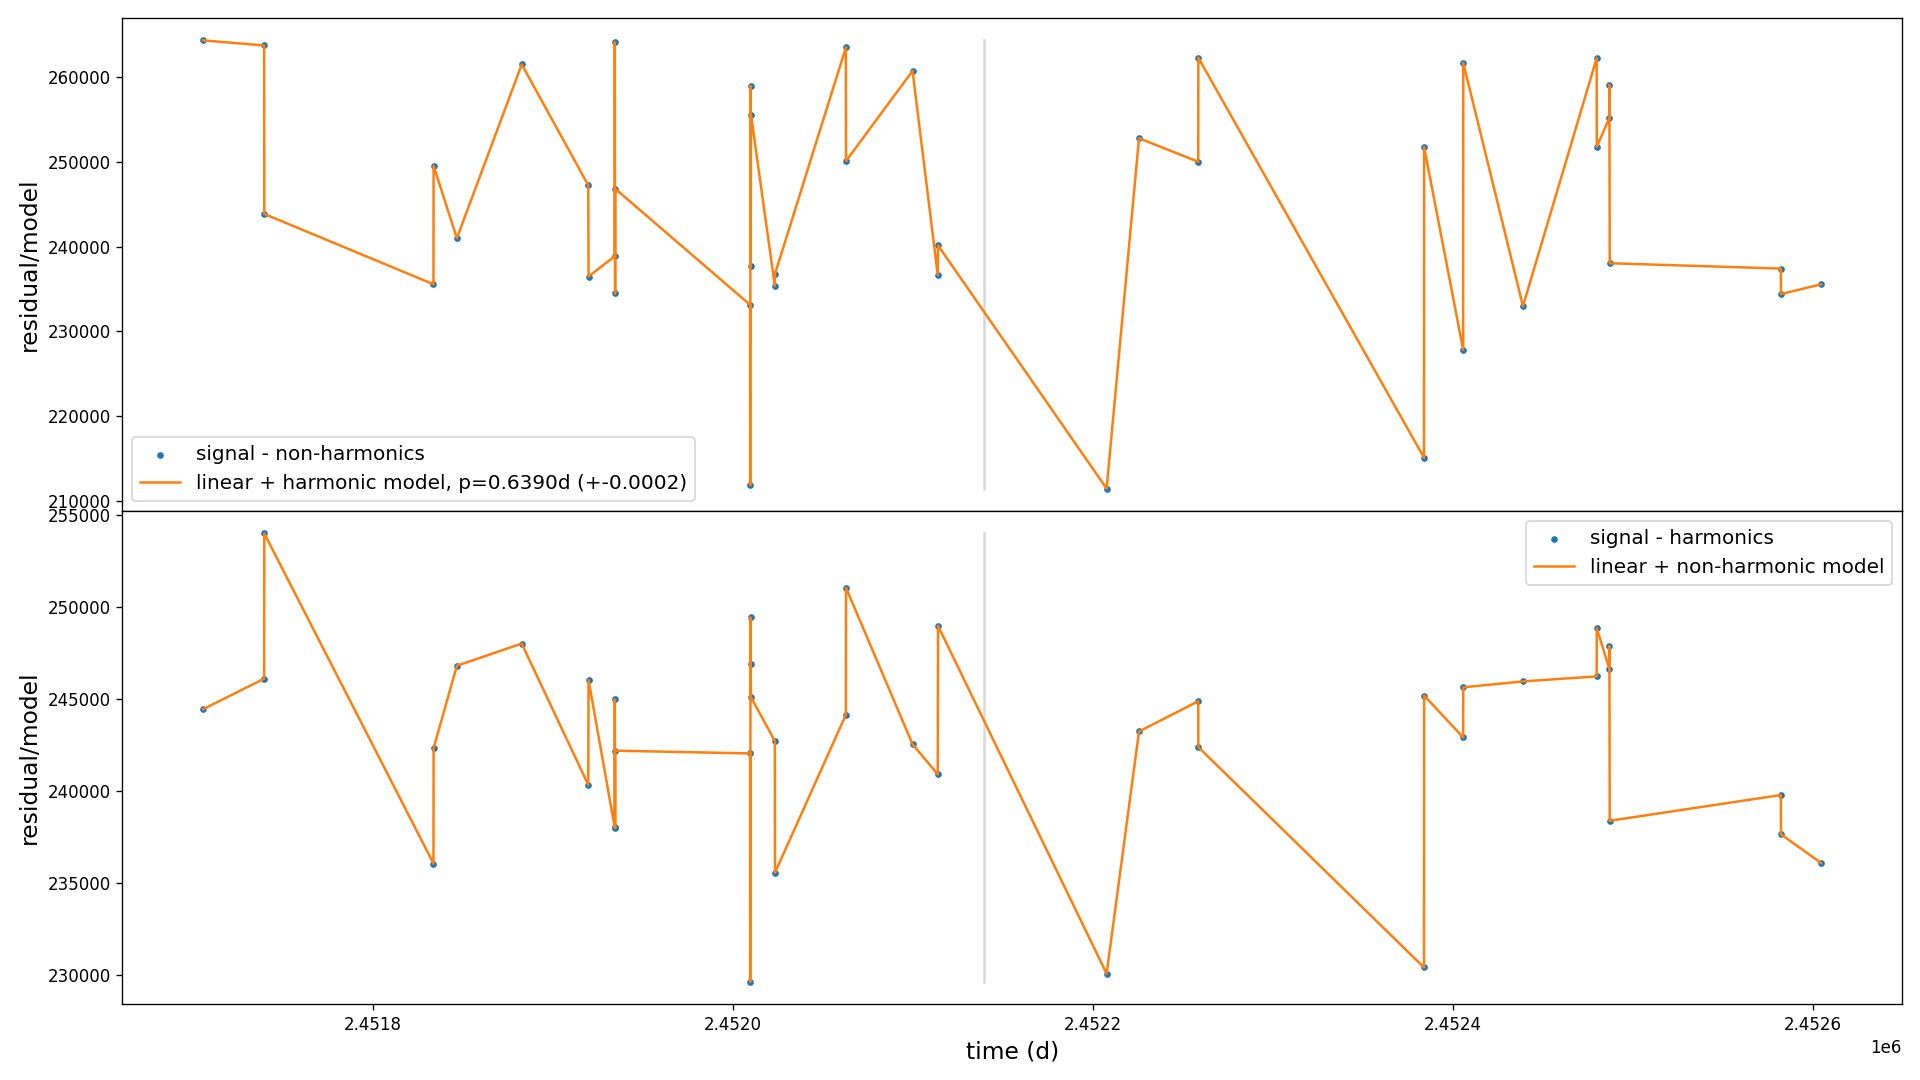 260000
250000
240000
230000
220000
210000
residual/model
signal - non-harmonics
linear + harmonic model, p=0.6390d (+-0.0002)
255000
250000
245000
240000
235000
230000
residual/model
signal - harmonics
linear + non-harmonic model
2.4518
2.4520
2.4522
2.4524
2.4526
time (d)
1e6